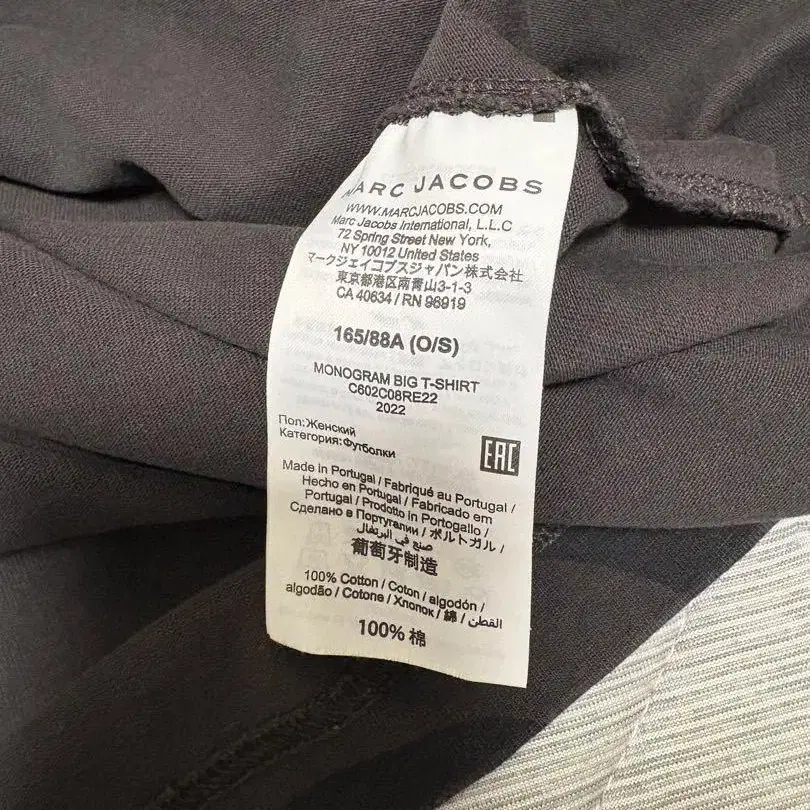 MARC JACOBS
WWW.MARCJACOBS.COM
Marc Jacobs International, L.L.C
72 Spring Street New York,
NY 10012 United States
マークジェイコブスジャパン株式会社
東京都港区南青山3-1-3
CA 40634 / RN 98919
165/88A (O/S)
MONOGRAM BIG T-SHIRT
C602C08RE22
2022
Пол:Женский
Категория:Футболки
EAC
Made in Portugal / Fabriqué au Portugal /
Hecho en Portugal / Fabricado em
Portugal / Prodotto in Portogallo /
Сделано в Португалии / ポルトガル /
صنع في البرتغال
葡萄牙制造
100% Cotton / Coton / algodón /
algodão / Cotone / Хлопок / 綿 / القطن /
100% 棉